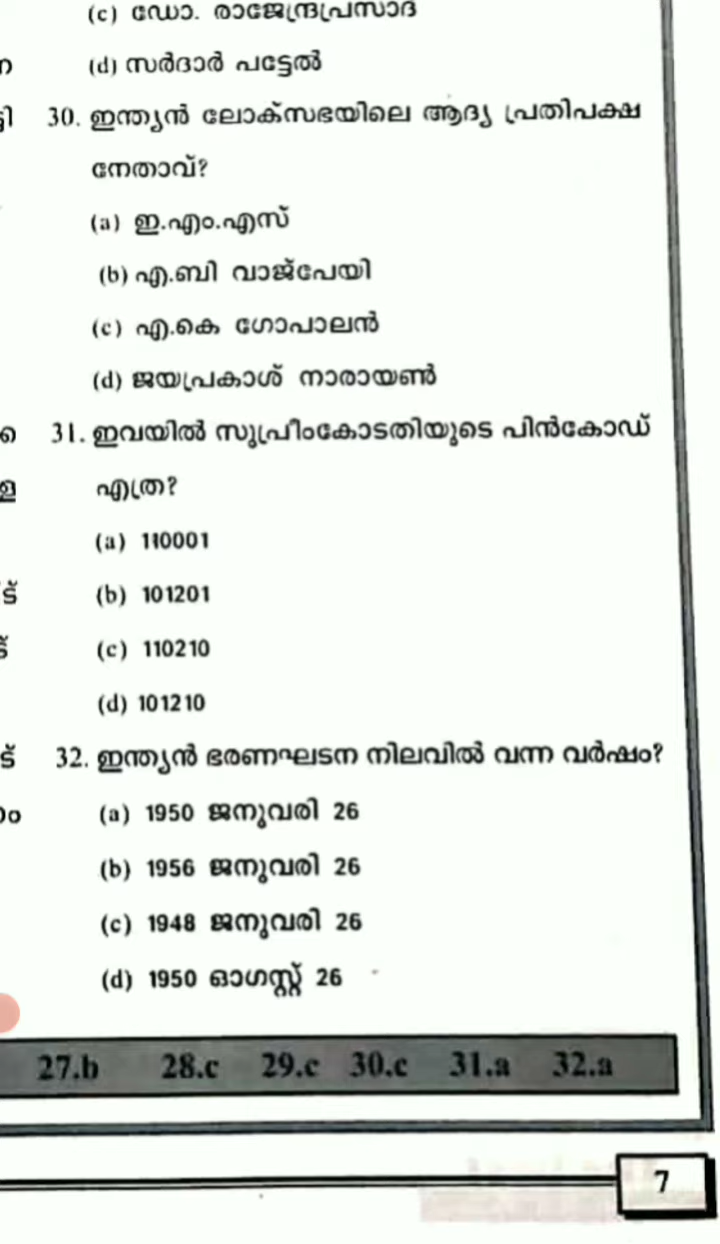 (c) ഡോ. രാജേന്ദ്രപ്രസാദ്
(d) സർദാർ പട്ടേൽ
30. ഇന്ത്യൻ ലോക്സഭയിലെ ആദ്യ പ്രതിപക്ഷ
നേതാവ്?
(a) ഇ.എം.എസ്
(b) എ.ബി വാജ്പേയി
(c) എ.കെ ഗോപാലൻ
(d) ജയപ്രകാശ് നാരായൺ
31. ഇവയിൽ സുപ്രീംകോടതിയുടെ പിൻകോഡ്
എത്ര?
(a) 110001
(b) 101201
(c) 110210
(d) 101210
32. ഇന്ത്യൻ ഭരണഘടന നിലവിൽ വന്ന വർഷം?
(a) 1950 ജനുവരി 26
(b) 1956 ജനുവരി 26
(c) 1948 ജനുവരി 26
(d) 1950 ഓഗസ്റ്റ് 26
27.b 28.c 29.c 30.c 31.a 32.a
7